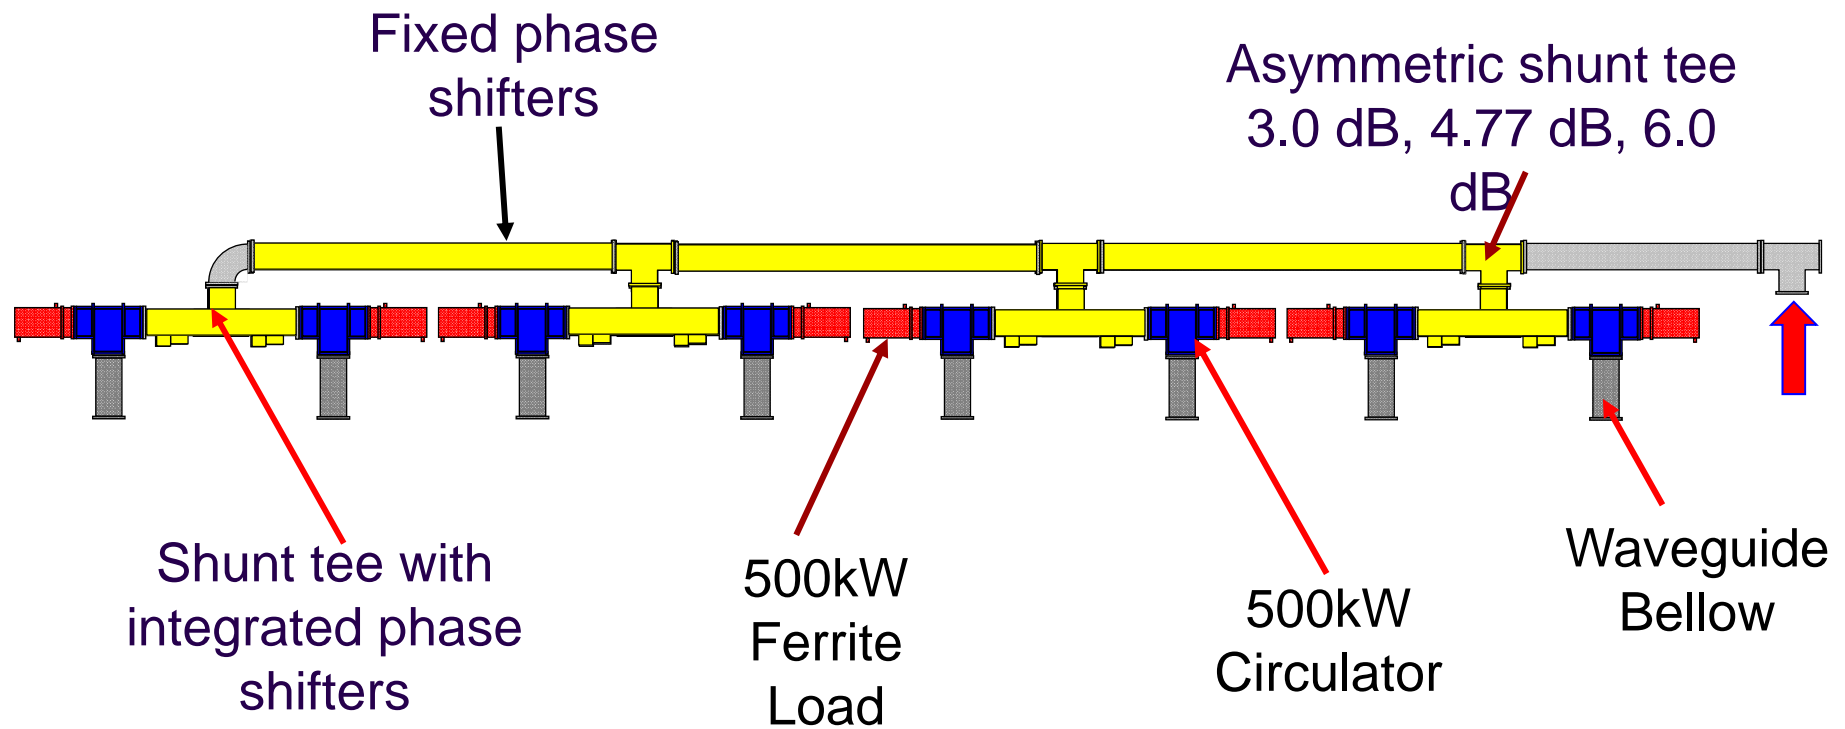 Fixed phase
shifters
Asymmetric shunt tee
3.0 dB, 4.77 dB, 6.0
dB
Shunt tee with
integrated phase
shifters
500kW
Ferrite
Load
500kW
Circulator
Waveguide
Bellow